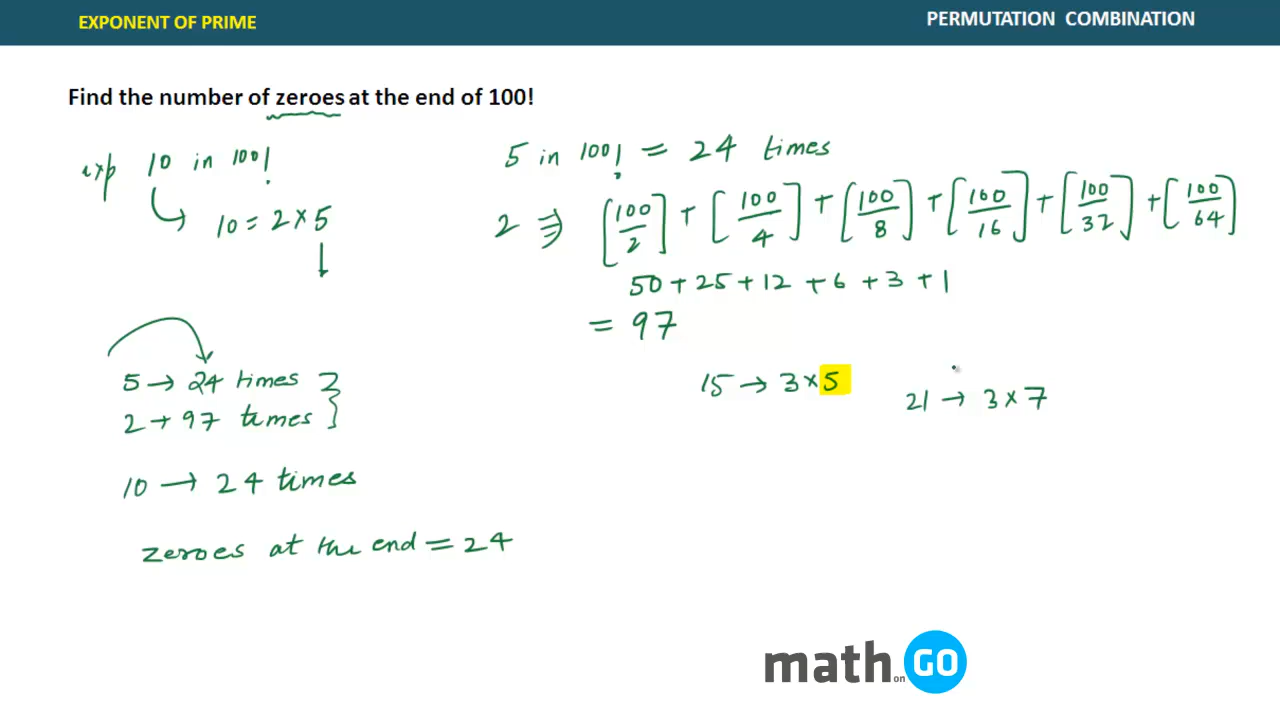 EXPONENT OF PRIME
PERMUTATION COMBINATION
Find the number of zeroes at the end of 100!
exp 10 in 100!
10 = 2 × 5
5 in 100! = 24 times
2 ⇒ [100/2] + [100/4] + [100/8] + [100/16] + [100/32] + [100/64]
50 + 25 + 12 + 6 + 3 + 1
= 97
5 → 24 times
2 → 97 times
15 → 3 × 5
21 → 3 × 7
10 → 24 times
zeroes at the end = 24
math on GO